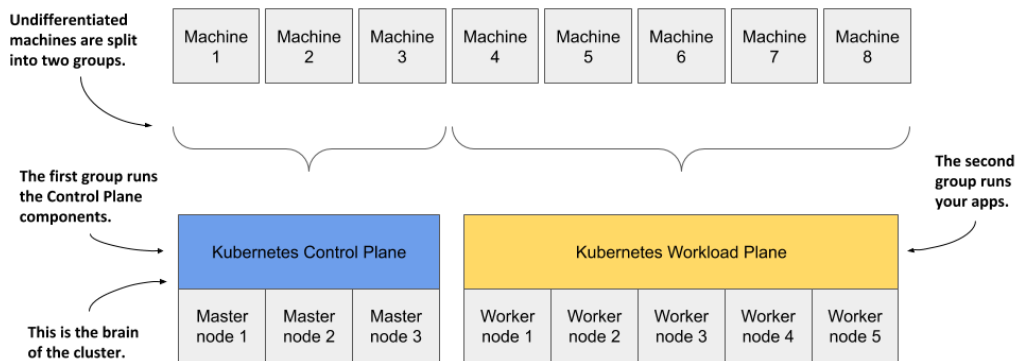 Undifferentiated
machines are split
into two groups.
Machine
1
Machine
2
Machine
3
Machine
4
Machine
5
Machine
6
Machine
7
Machine
8
The first group runs
the Control Plane
components.
The second
group runs
your apps.
Kubernetes Control Plane
Kubernetes Workload Plane
This is the brain
of the cluster.
Master
node 1
Master
node 2
Master
node 3
Worker
node 1
Worker
node 2
Worker
node 3
Worker
node 4
Worker
node 5